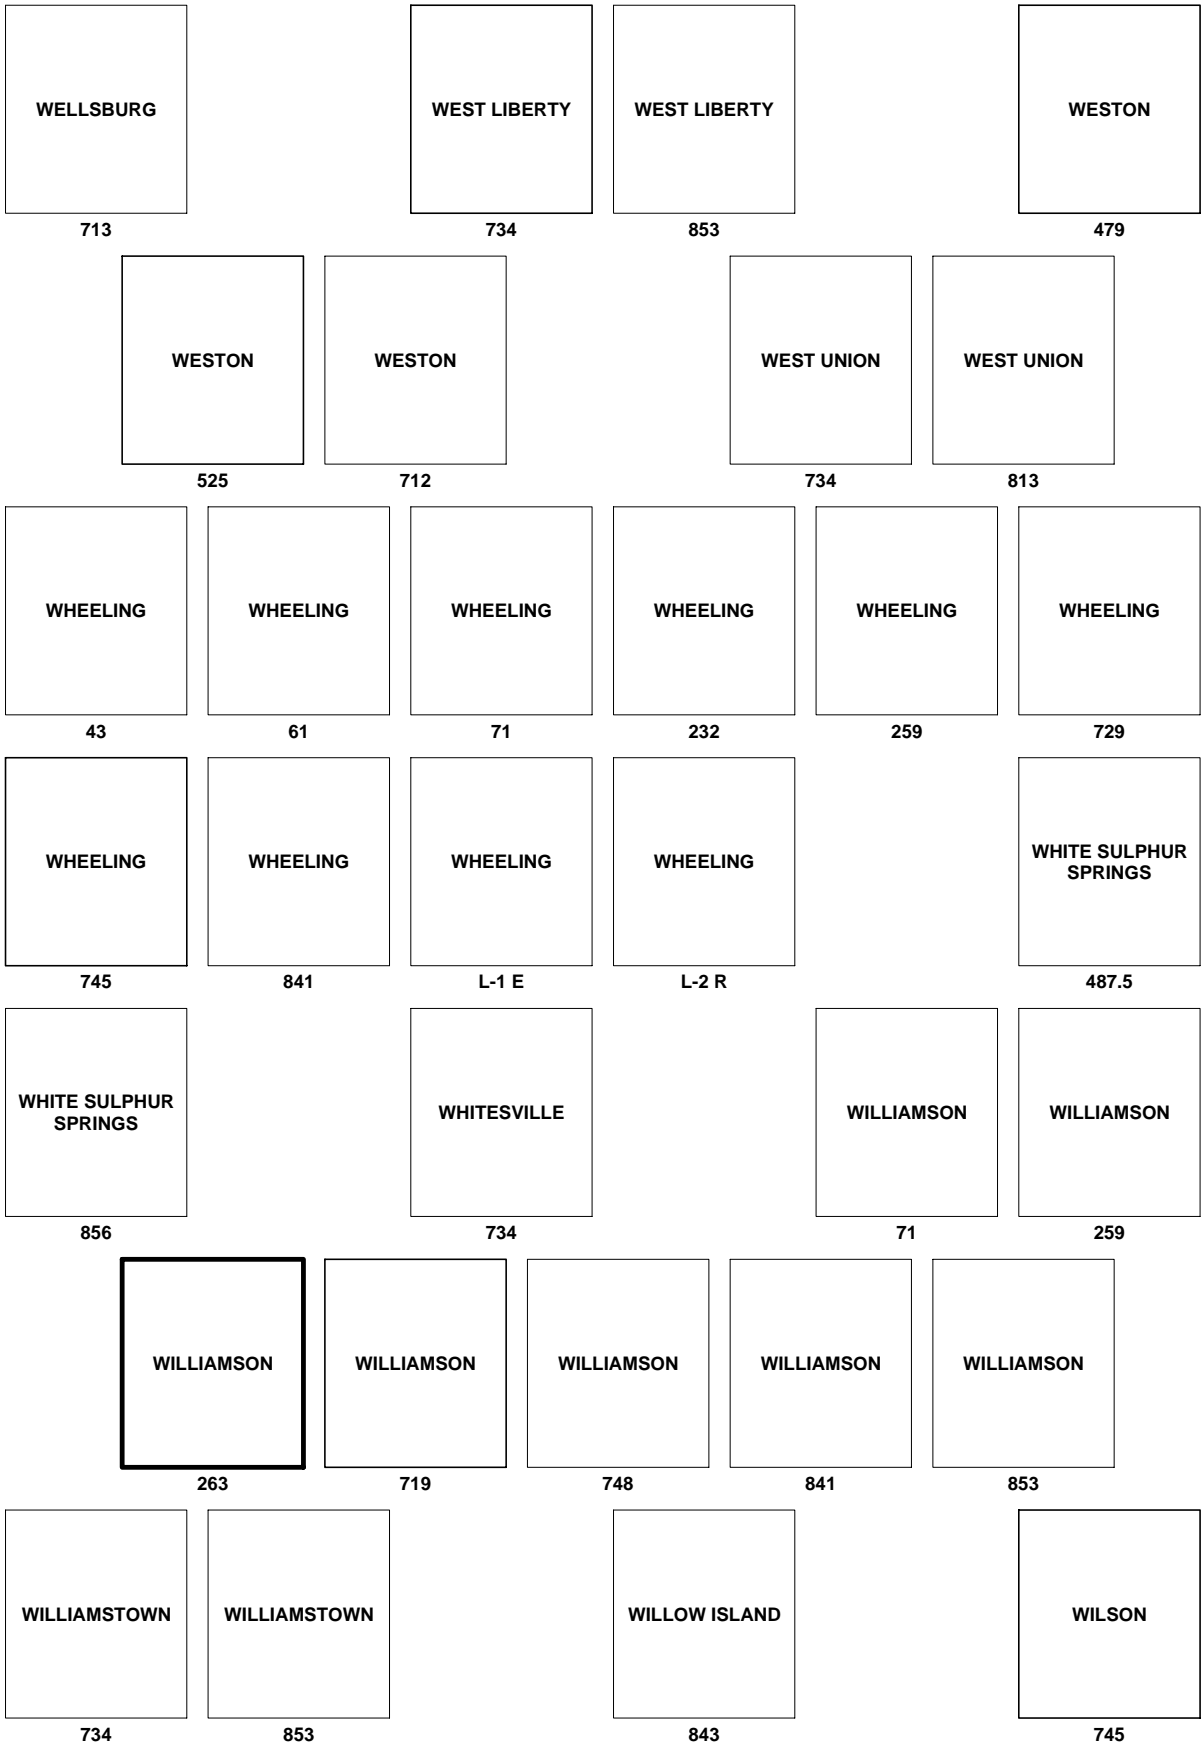 WELLSBURG
WEST LIBERTY
WEST LIBERTY
WESTON
713
734
853
479
WESTON
WESTON
WEST UNION
WEST UNION
525
712
734
813
WHEELING
WHEELING
WHEELING
WHEELING
WHEELING
WHEELING
43
61
71
232
259
729
WHEELING
WHEELING
WHEELING
WHEELING
WHITE SULPHUR
SPRINGS
745
841
L-1 E
L-2 R
487.5
WHITE SULPHUR
SPRINGS
WHITESVILLE
WILLIAMSON
WILLIAMSON
856
734
71
259
WILLIAMSON
WILLIAMSON
WILLIAMSON
WILLIAMSON
WILLIAMSON
263
719
748
841
853
WILLIAMSTOWN
WILLIAMSTOWN
WILLOW ISLAND
WILSON
734
853
843
745